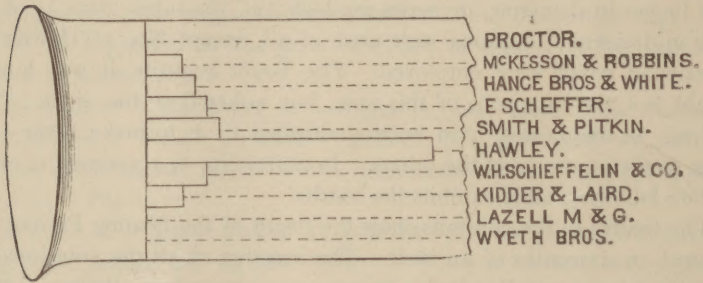 PROCTOR.
McKESSON & ROBBINS.
HANCE BROS & WHITE.
E SCHEFFER.
SMITH & PITKIN.
HAWLEY.
W.H.SCHIEFFELIN & CO.
KIDDER & LAIRD.
LAZELL M & G.
WYETH BROS.